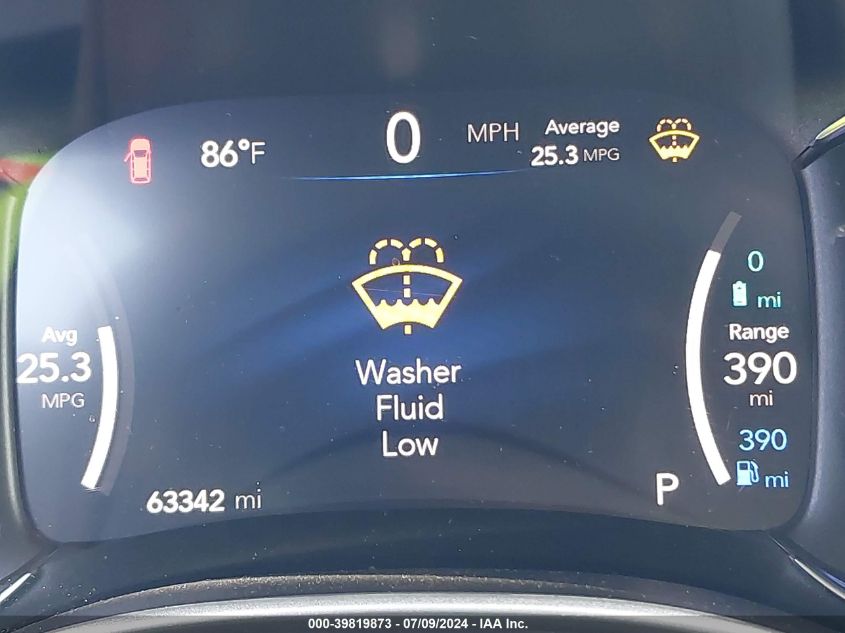 86°F
0 MPH
Average
25.3 MPG
Avg
25.3
MPG
Washer
Fluid
Low
0
mi
Range
390
mi
390
mi
63342 mi
P
000-39819873 - 07/09/2024 - IAA Inc.